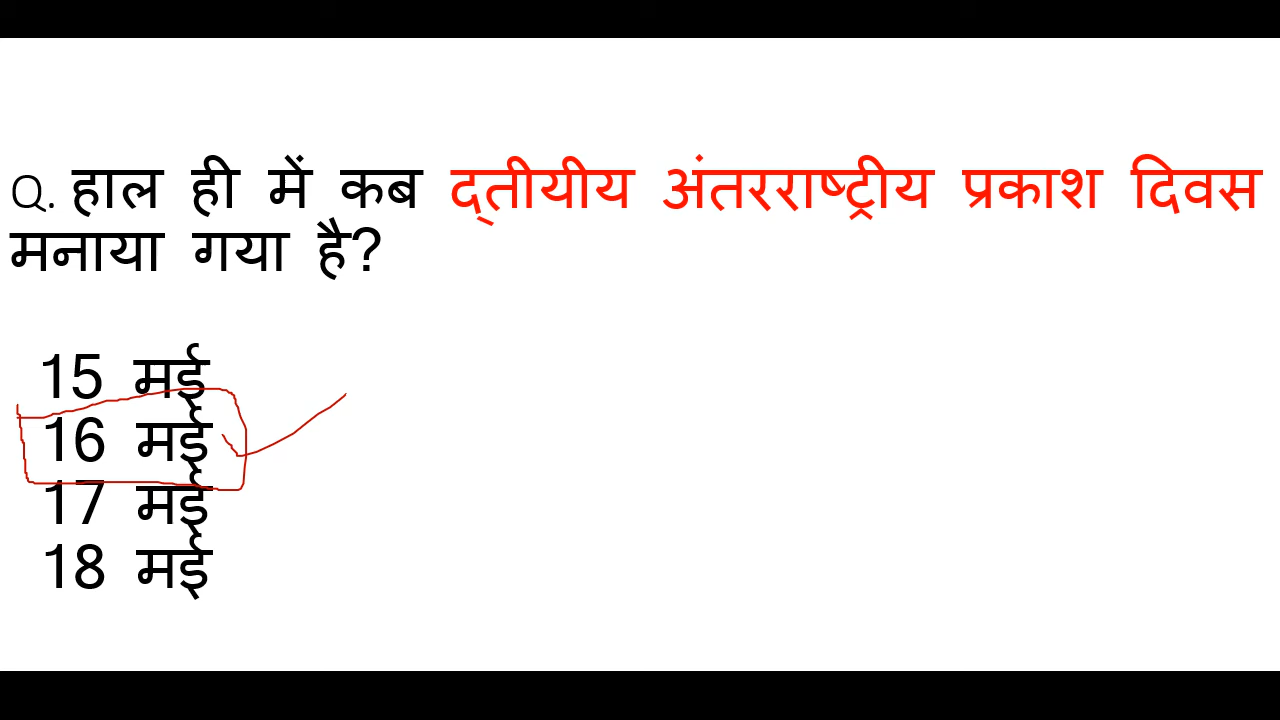 Q. हाल ही में कब द्तीयीय अंतरराष्ट्रीय प्रकाश दिवस
मनाया गया है?
15 मई
16 मई
17 मई
18 मई